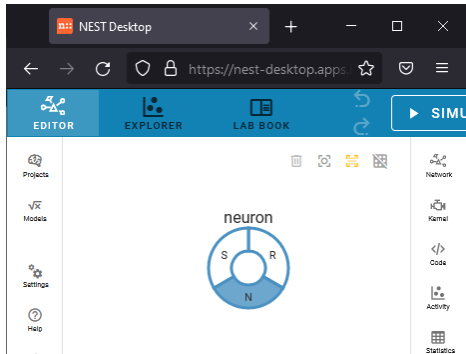 n::
NEST Desktop
https://nest-desktop.apps.
EDITOR
EXPLORER
LAB BOOK
SIMU
Projects
Models
Settings
Help
neuron
S
R
N
Network
Kernel
Code
Activity
Statistics